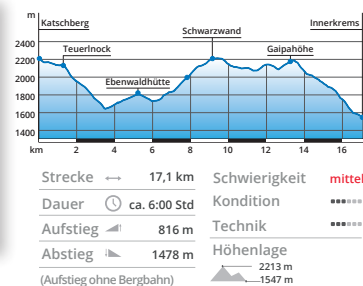 m
Katschberg
Innerkrems
Schwarzwand
Teuerlnock
Gaipahöhe
Ebenwaldhütte
2400
2200
2000
1800
1600
1400
km 2 4 6 8 10 12 14 16
Strecke 17,1 km
Dauer ca. 6:00 Std
Aufstieg 816 m
Abstieg 1478 m
(Aufstieg ohne Bergbahn)
Schwierigkeit mittel
Kondition
Technik
Höhenlage
2213 m
1547 m